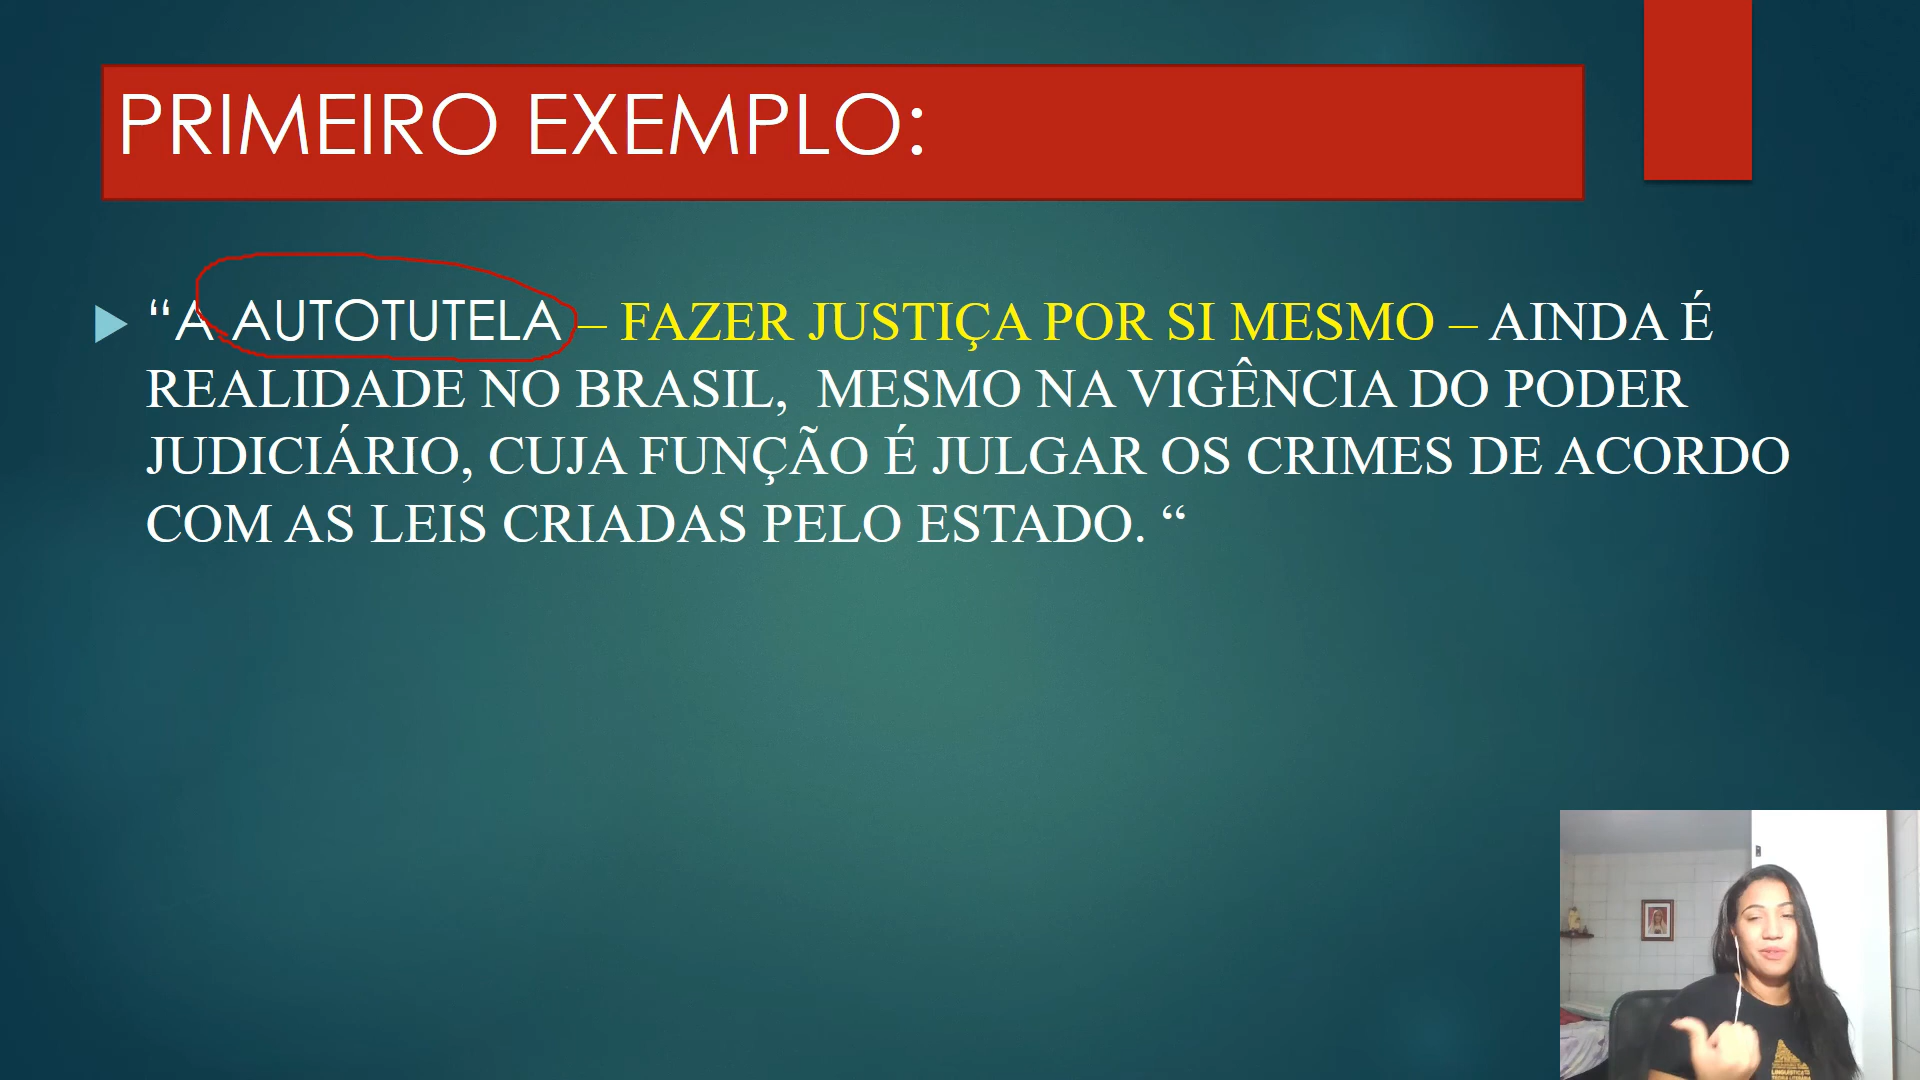 PRIMEIRO EXEMPLO:
“A AUTOTUTELA – FAZER JUSTIÇA POR SI MESMO – AINDA É
REALIDADE NO BRASIL, MESMO NA VIGÊNCIA DO PODER
JUDICIÁRIO, CUJA FUNÇÃO É JULGAR OS CRIMES DE ACORDO
COM AS LEIS CRIADAS PELO ESTADO. “